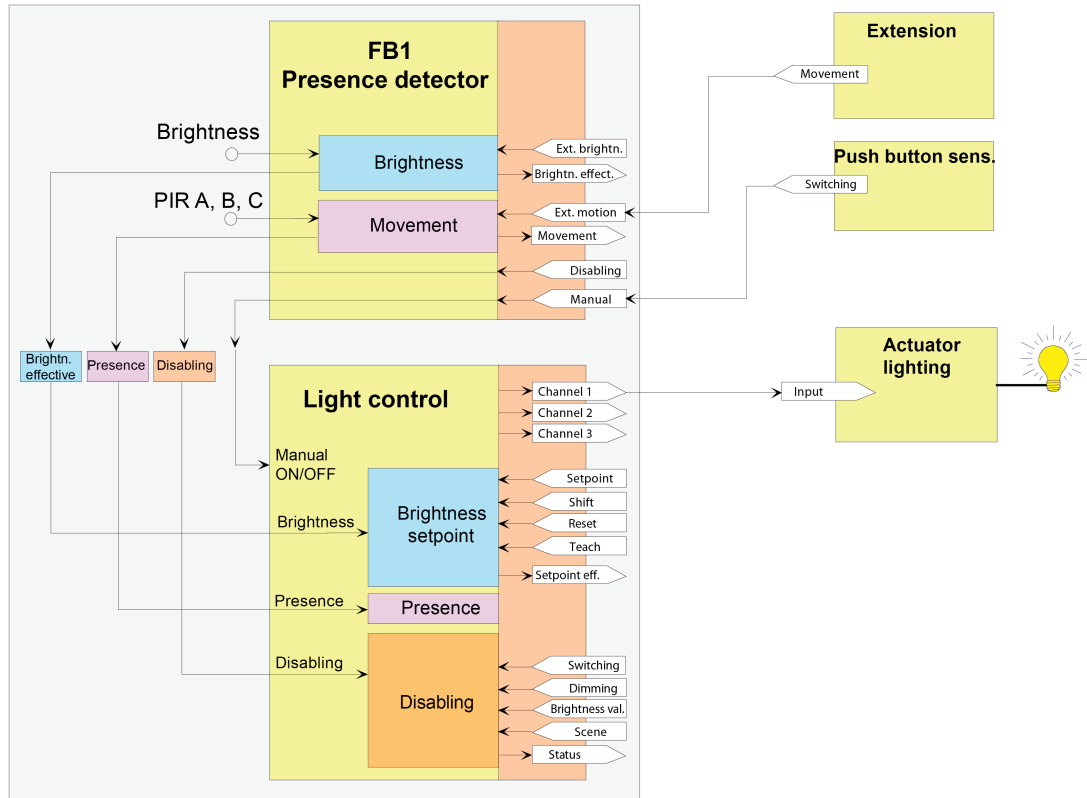 FB1
Presence detector
Brightness
Brightness
Ext. brightn.
Brightn. effect.
PIR A, B, C
Movement
Ext. motion
Movement
Disabling
Manual
Extension
Movement
Push button sens.
Switching
Brightn.
effective
Presence
Disabling
Light control
Channel 1
Channel 2
Channel 3
Manual
ON/OFF
Brightness
Brightness
setpoint
Setpoint
Shift
Reset
Teach
Setpoint eff.
Presence
Presence
Disabling
Disabling
Switching
Dimming
Brightness val.
Scene
Status
Actuator
lighting
Input